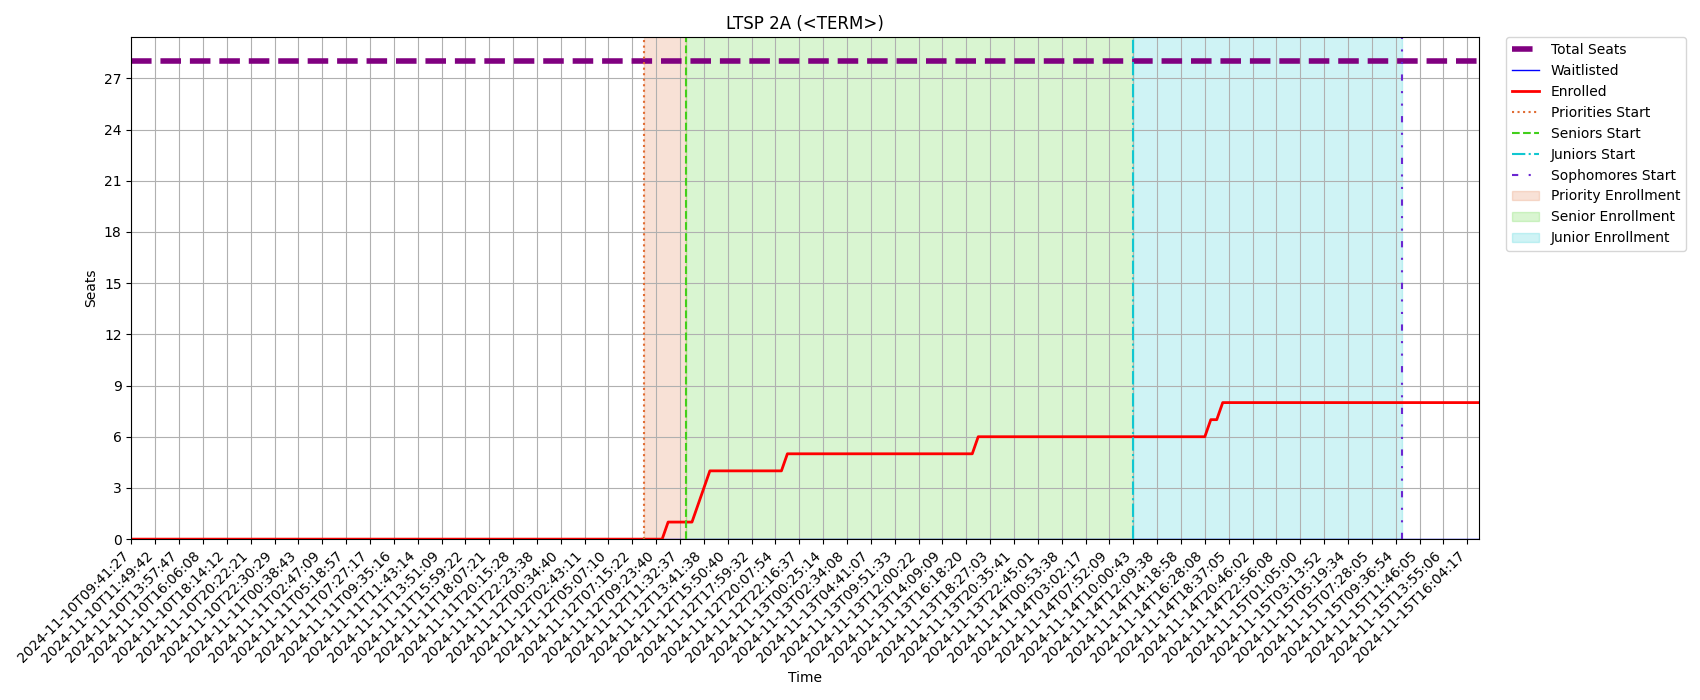 LTSP 2A (<TERM>)
Total Seats
Waitlisted
Enrolled
Priorities Start
Seniors Start
Juniors Start
Sophomores Start
Priority Enrollment
Senior Enrollment
Junior Enrollment
Seats
27
24
21
18
15
12
9
6
3
0
2024-11-10T09:41:27
2024-11-10T11:49:42
2024-11-10T13:57:47
2024-11-10T16:06:08
2024-11-10T18:14:12
2024-11-10T20:22:21
2024-11-10T22:30:29
2024-11-11T00:38:43
2024-11-11T02:47:09
2024-11-11T05:18:57
2024-11-11T07:27:17
2024-11-11T09:35:16
2024-11-11T11:43:14
2024-11-11T13:51:09
2024-11-11T15:59:22
2024-11-11T18:07:21
2024-11-11T20:15:28
2024-11-11T22:23:38
2024-11-12T00:34:40
2024-11-12T02:43:11
2024-11-12T05:07:10
2024-11-12T07:15:22
2024-11-12T09:23:40
2024-11-12T11:32:37
2024-11-12T13:41:38
2024-11-12T15:50:40
2024-11-12T17:59:32
2024-11-12T20:07:54
2024-11-12T22:16:37
2024-11-13T00:25:14
2024-11-13T02:34:08
2024-11-13T04:41:07
2024-11-13T09:51:33
2024-11-13T12:00:22
2024-11-13T14:09:09
2024-11-13T16:18:20
2024-11-13T18:27:03
2024-11-13T20:35:41
2024-11-13T22:45:01
2024-11-14T00:53:38
2024-11-14T03:02:17
2024-11-14T07:52:09
2024-11-14T10:00:43
2024-11-14T12:09:38
2024-11-14T14:18:58
2024-11-14T16:28:08
2024-11-14T18:37:05
2024-11-14T20:46:02
2024-11-14T22:56:08
2024-11-15T01:05:00
2024-11-15T03:13:52
2024-11-15T05:19:34
2024-11-15T07:28:05
2024-11-15T09:36:54
2024-11-15T11:46:05
2024-11-15T13:55:06
2024-11-15T16:04:17
Time